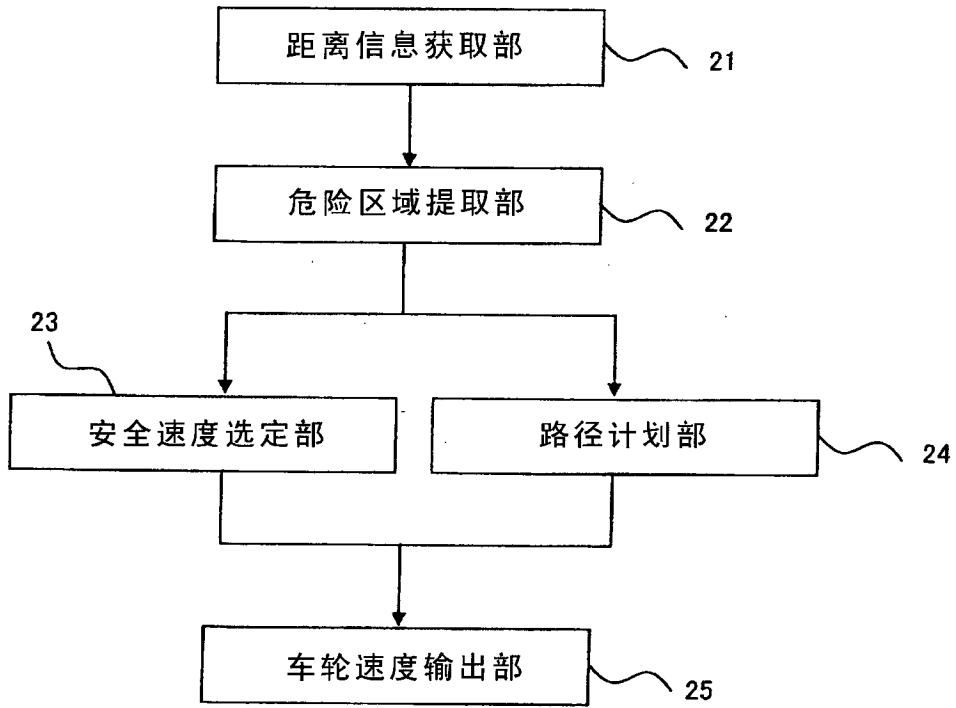 距离信息获取部
21
危险区域提取部
22
23
安全速度选定部
路径计划部
24
车轮速度输出部
25